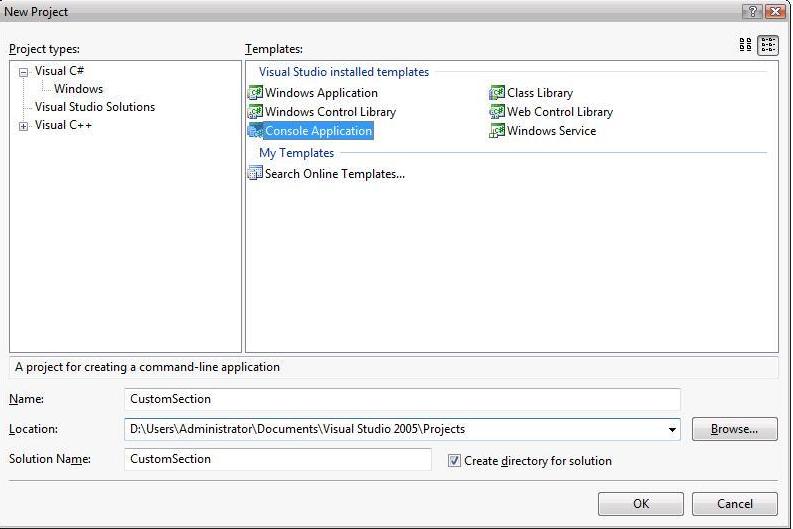 New Project
Project types:
Templates:
Visual C#
Windows
Visual Studio Solutions
Visual C++
Visual Studio installed templates
Windows Application
Class Library
Windows Control Library
Web Control Library
Console Application
Windows Service
My Templates
Search Online Templates...
A project for creating a command-line application
Name:
CustomSection
Location:
D:\Users\Administrator\Documents\Visual Studio 2005\Projects
Browse...
Solution Name:
CustomSection
Create directory for solution
OK
Cancel